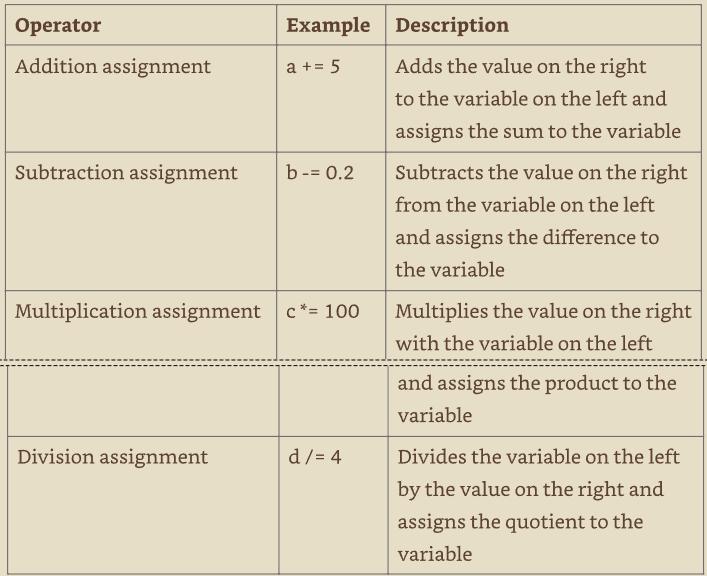 Operator Example Description
Addition assignment a += 5 Adds the value on the right
to the variable on the left and
assigns the sum to the variable
Subtraction assignment b -= 0.2 Subtracts the value on the right
from the variable on the left
and assigns the difference to
the variable
Multiplication assignment c *= 100 Multiplies the value on the right
with the variable on the left
and assigns the product to the
variable
Division assignment d /= 4 Divides the variable on the left
by the value on the right and
assigns the quotient to the
variable